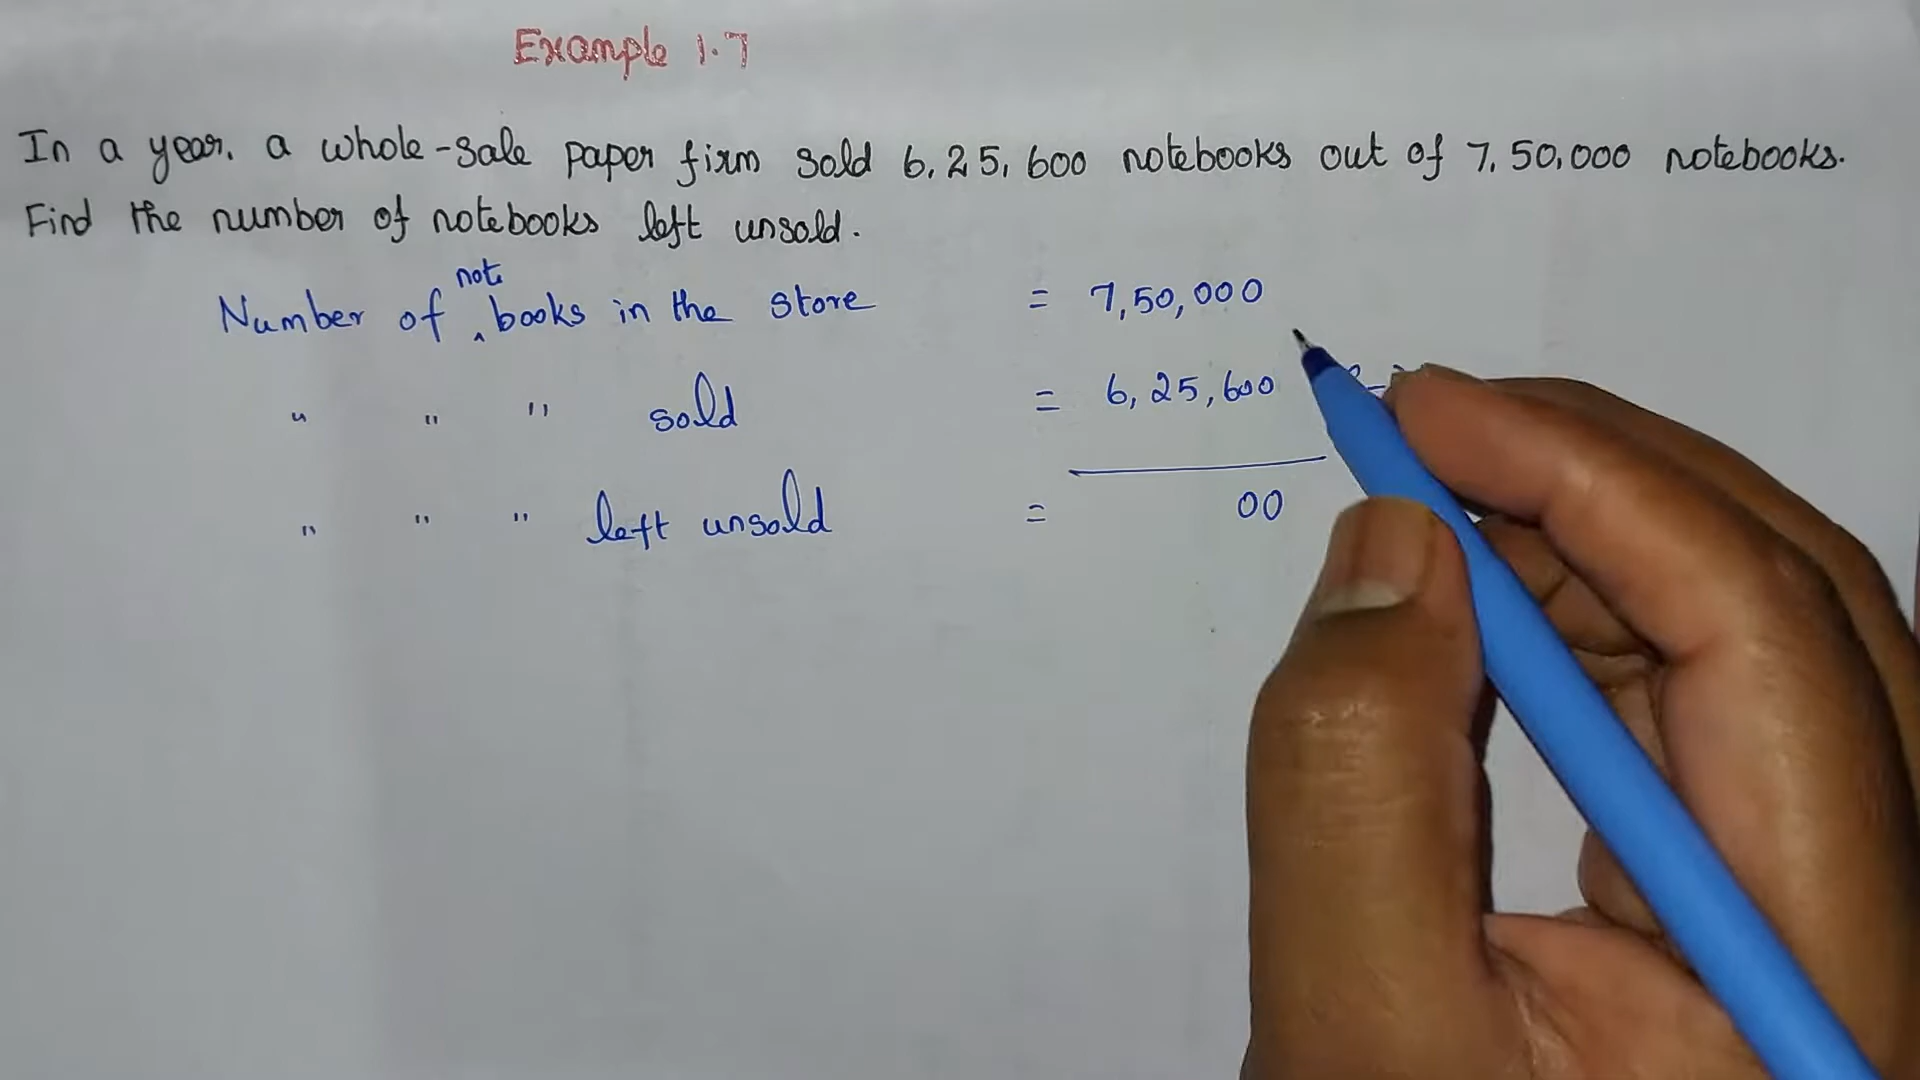 Example 1.7
In a year, a whole-sale paper firm sold 6,25,600 notebooks out of 7,50,000 notebooks.
Find the number of notebooks left unsold.
note
Number of ‸ books in the store = 7,50,000
" " " sold = 6,25,600
" " " left unsold = 00